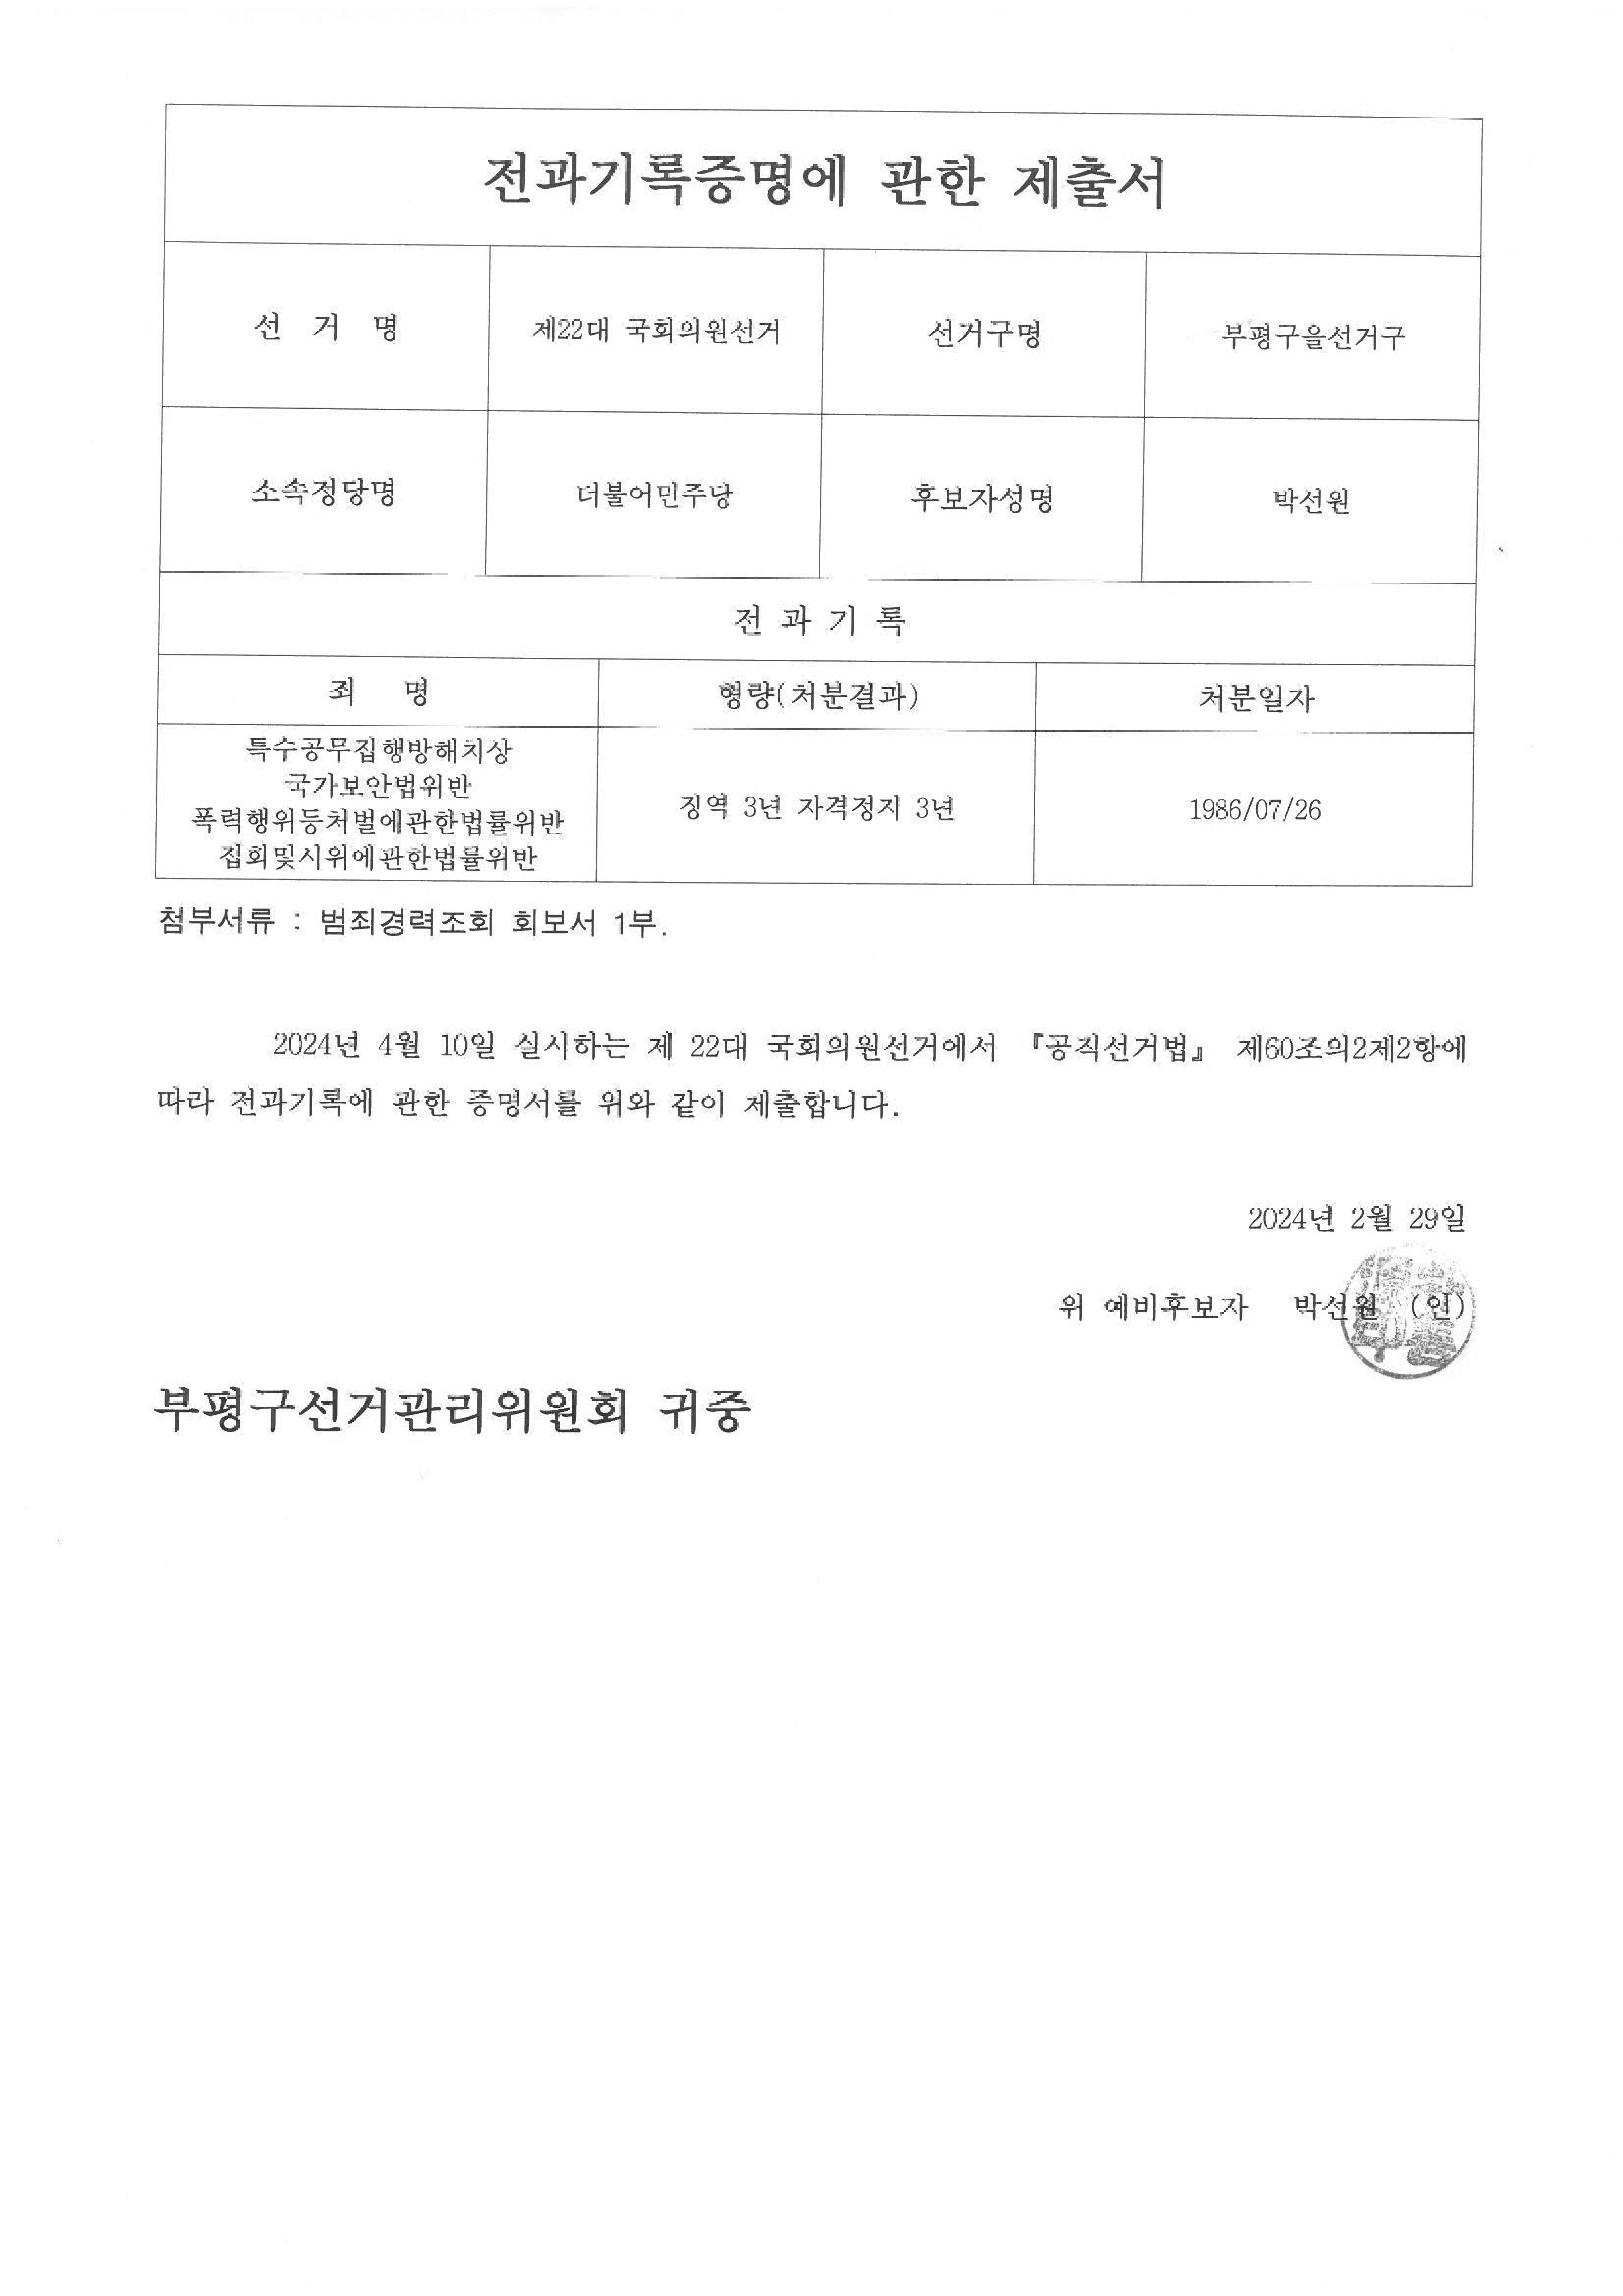 전과기록증명에 관한 제출서
선 거 명 제22대 국회의원선거 선거구명 부평구을선거구
소속정당명 더불어민주당 후보자성명 박선원
전 과 기 록
죄 명 형량(처분결과) 처분일자
특수공무집행방해치상
국가보안법위반
폭력행위등처벌에관한법률위반
집회및시위에관한법률위반
징역 3년 자격정지 3년 1986/07/26
첨부서류 : 범죄경력조회 회보서 1부.
2024년 4월 10일 실시하는 제 22대 국회의원선거에서 『공직선거법』 제60조의2제2항에
따라 전과기록에 관한 증명서를 위와 같이 제출합니다.
2024년 2월 29일
위 예비후보자 박선원 (인)
부평구선거관리위원회 귀중